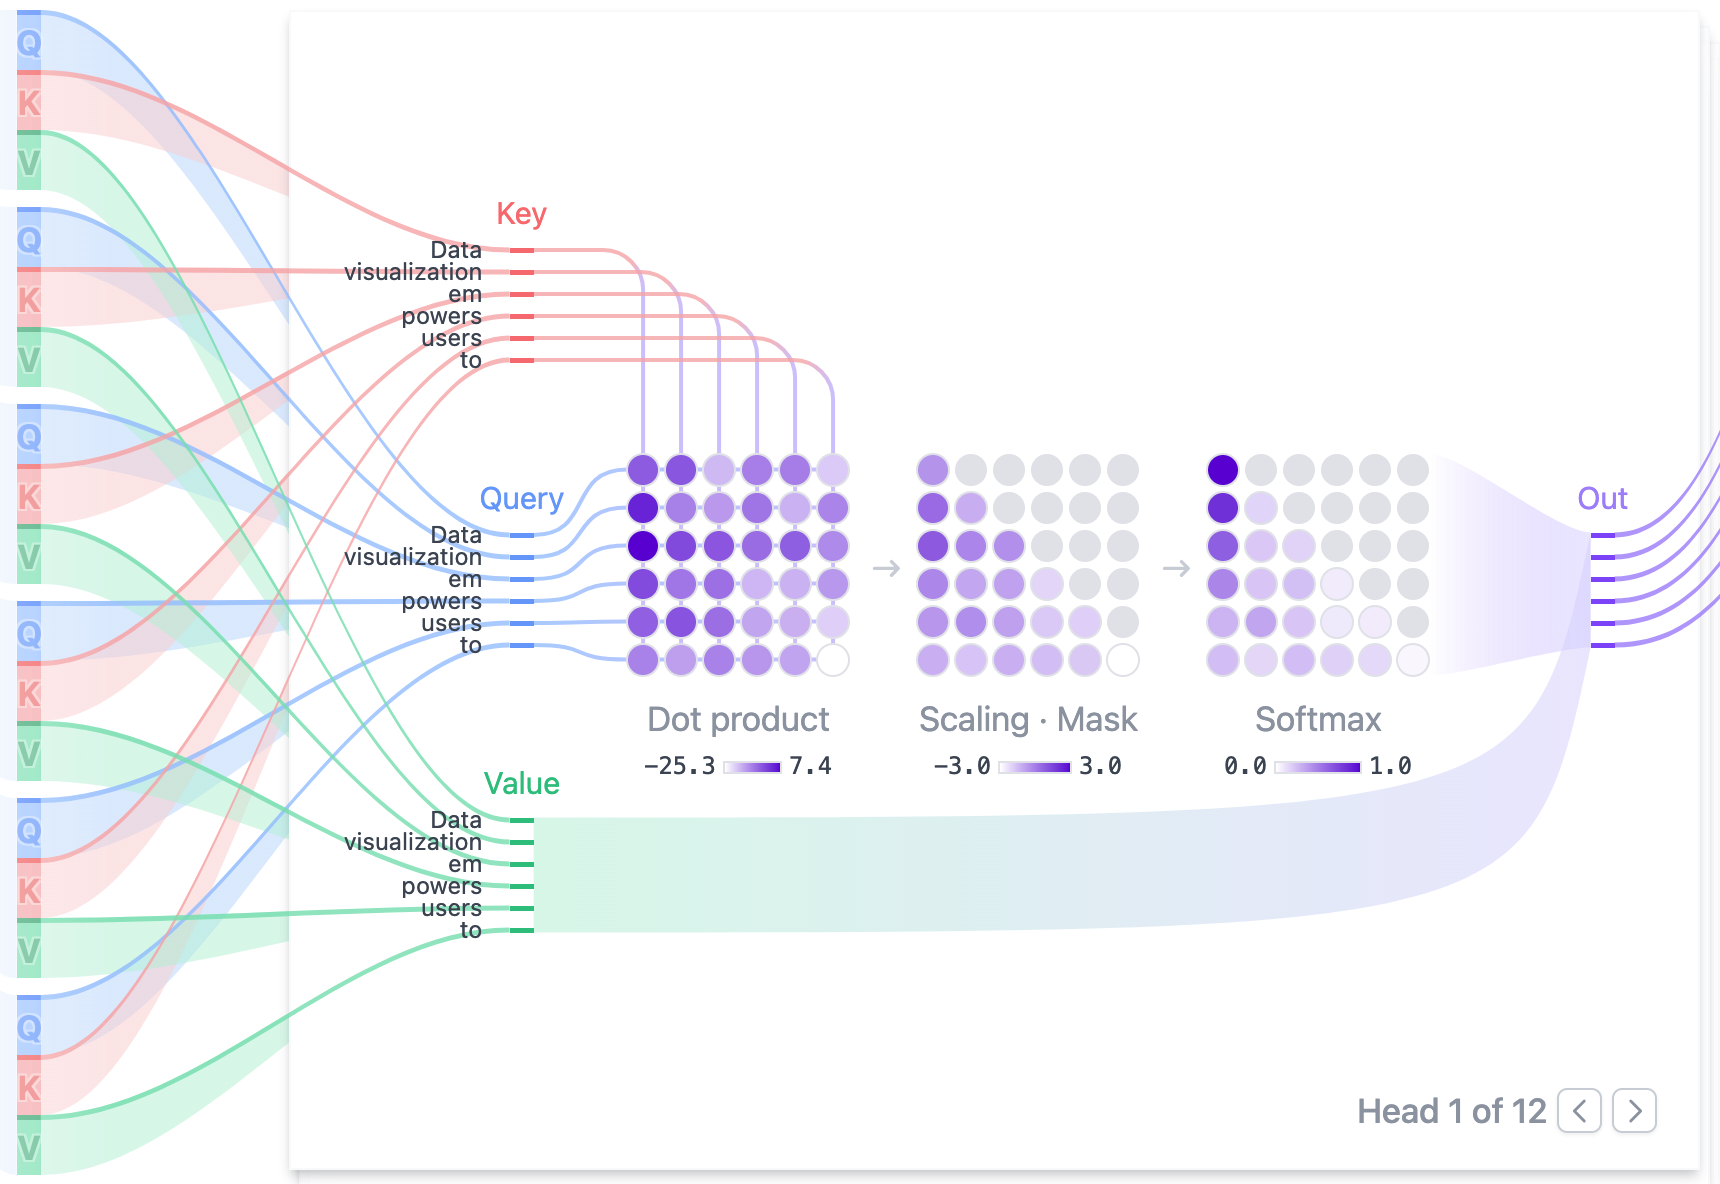 Q
K
V
Q
K
V
Q
K
V
Q
K
V
Q
K
V
Q
K
V
Key
Data
visualization
em
powers
users
to
Query
Data
visualization
em
powers
users
to
Value
Data
visualization
em
powers
users
to
→
→
Dot product
Scaling · Mask
Softmax
-25.3 7.4
-3.0 3.0
0.0 1.0
Out
Head 1 of 12